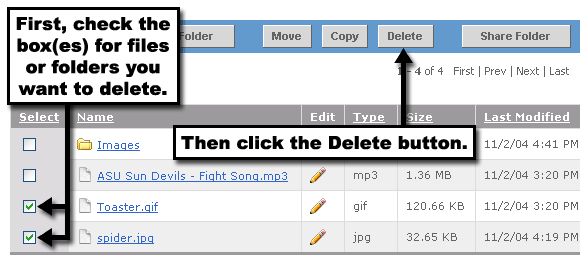 First, check the
box(es) for files
or folders you
want to delete.
Folder Move Copy Delete Share Folder
1 - 4 of 4 First | Prev | Next | Last
Select Name Edit Type Size Last Modified
Then click the Delete button.
Images 11/2/04 4:41 PM
ASU Sun Devils - Fight Song.mp3 mp3 1.36 MB 11/2/04 3:20 PM
Toaster.gif gif 120.66 KB 11/2/04 3:20 PM
spider.jpg jpg 32.65 KB 11/2/04 4:19 PM